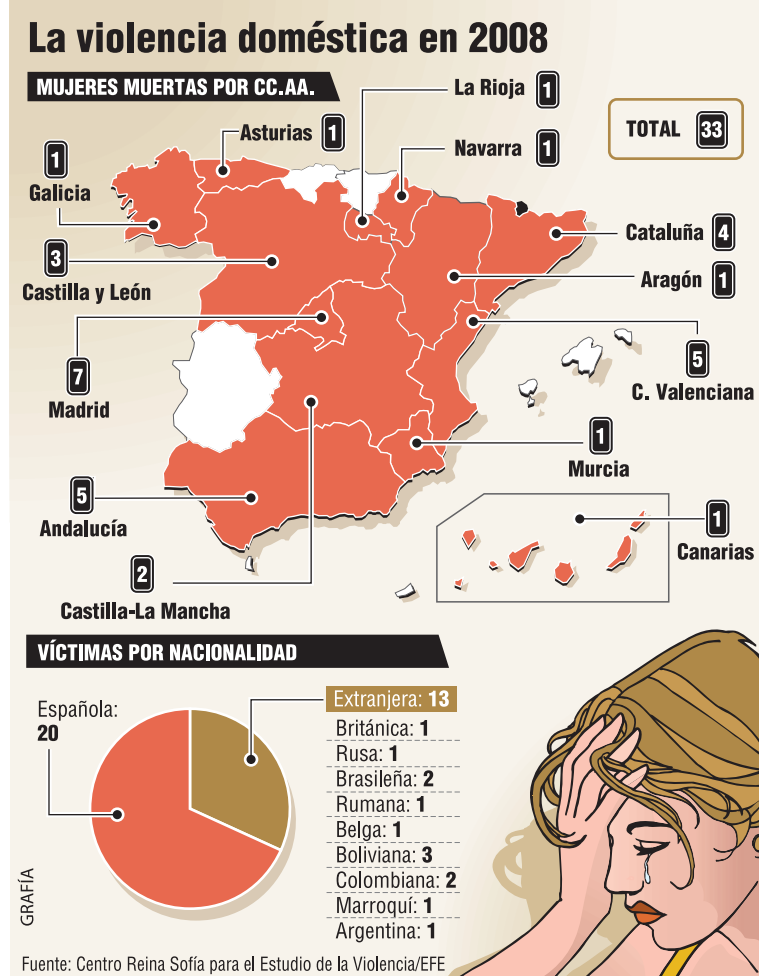 La violencia doméstica en 2008
MUJERES MUERTAS POR CC.AA.
La Rioja 1
TOTAL 33
Asturias 1
Navarra 1
1
Galicia
Cataluña 4
3
Castilla y León
Aragón 1
7
Madrid
5
C. Valenciana
1
Murcia
5
Andalucía
1
Canarias
2
Castilla-La Mancha
VÍCTIMAS POR NACIONALIDAD
Española:
20
Extranjera: 13
Británica: 1
Rusa: 1
Brasileña: 2
Rumana: 1
Belga: 1
Boliviana: 3
Colombiana: 2
Marroquí: 1
Argentina: 1
GRAFÍA
Fuente: Centro Reina Sofía para el Estudio de la Violencia/EFE